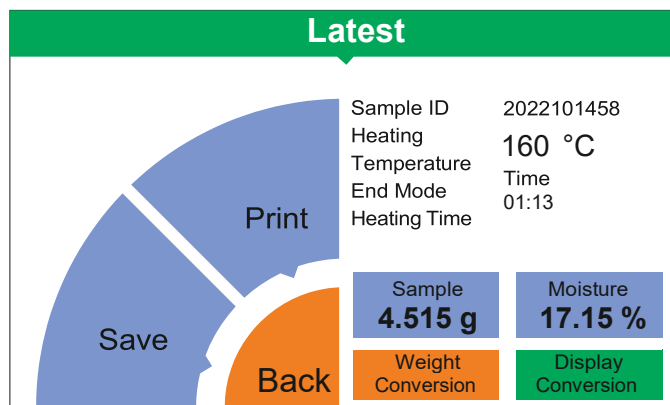 Latest
Sample ID 2022101458
Heating
Temperature
160 °C
End Mode Time
Heating Time 01:13
Print
Save
Back
Sample
4.515 g
Moisture
17.15 %
Weight
Conversion
Display
Conversion